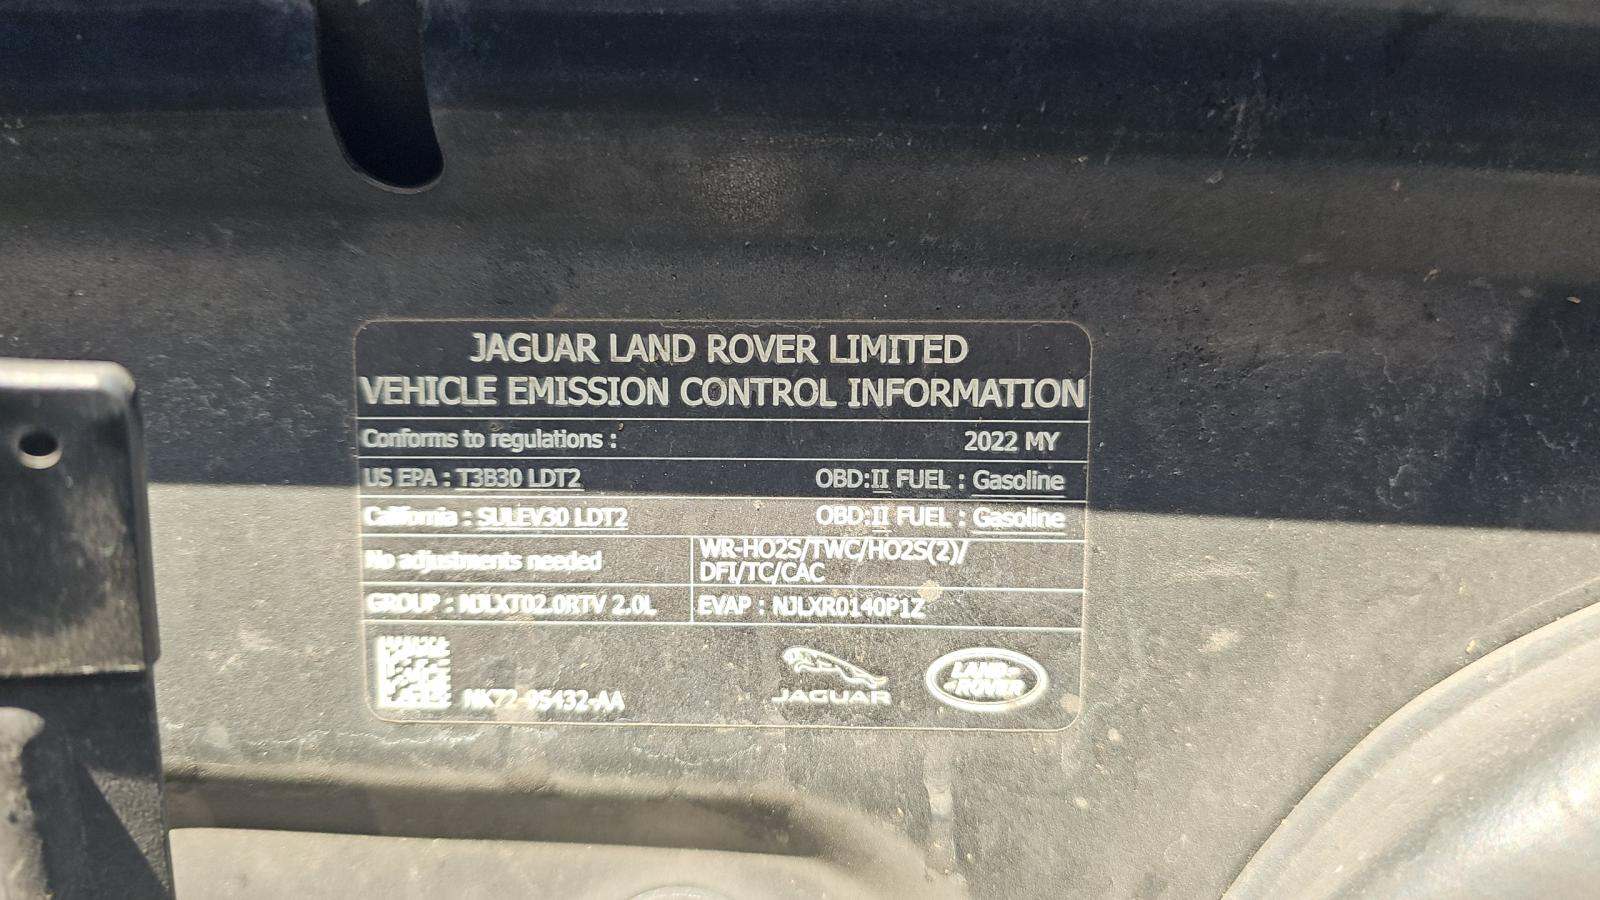 JAGUAR LAND ROVER LIMITED
VEHICLE EMISSION CONTROL INFORMATION
Conforms to regulations : 2022 MY
US EPA : T3B30 LDT2 OBD:II FUEL : Gasoline
California : SULEV30 LDT2 OBD:II FUEL : Gasoline
No adjustments needed
WR-HO2S/TWC/HO2S(2)/
DFI/TC/CAC
GROUP : NJLXT02.0RTV 2.0L EVAP : NJLXR0140P1Z
NK72-9S432-AA
JAGUAR
LAND-
ROVER